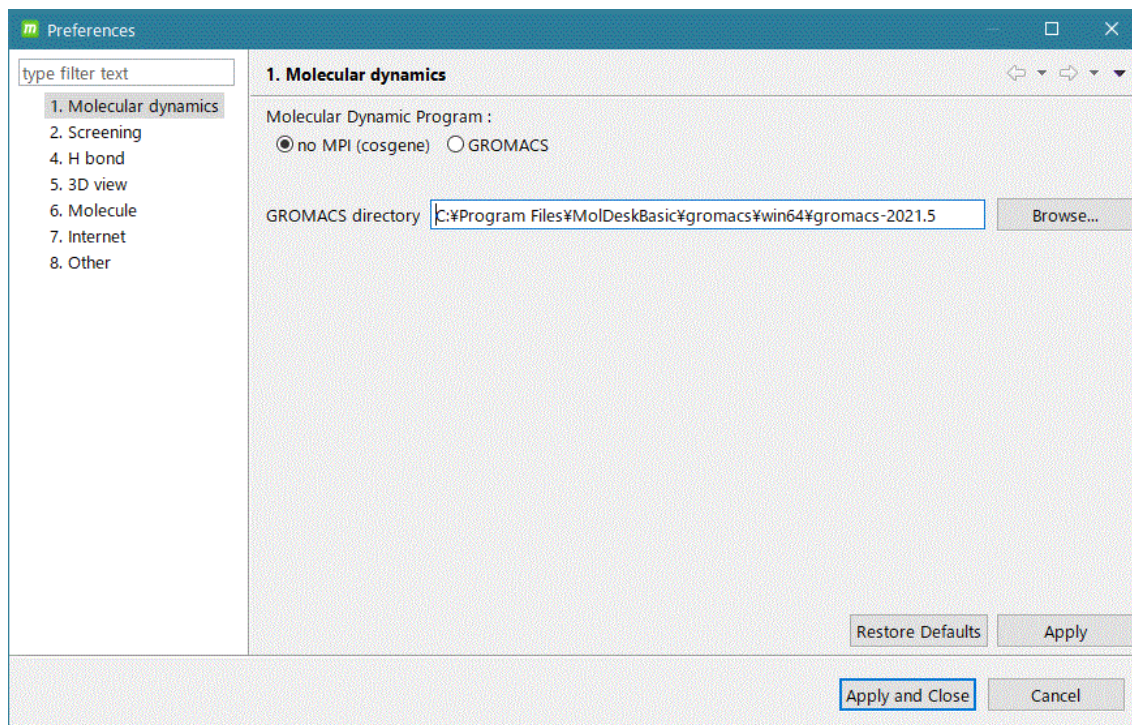 m Preferences
type filter text
1. Molecular dynamics
2. Screening
4. H bond
5. 3D view
6. Molecule
7. Internet
8. Other
1. Molecular dynamics
Molecular Dynamic Program :
no MPI (cosgene) GROMACS
GROMACS directory C:¥Program Files¥MolDeskBasic¥gromacs¥win64¥gromacs-2021.5 Browse...
Restore Defaults Apply
Apply and Close Cancel